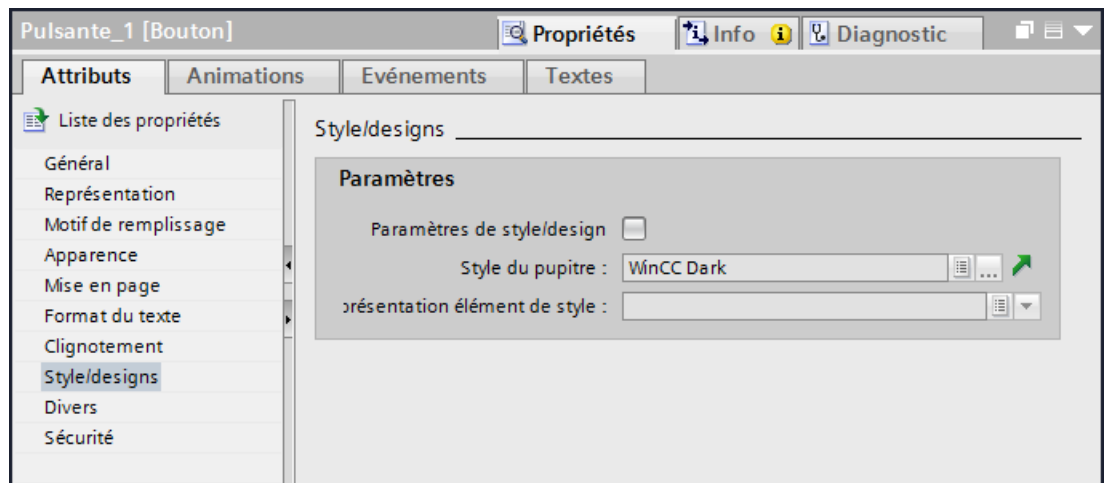 Pulsante_1 [Bouton] Propriétés Info Diagnostic
Attributs Animations Evénements Textes
Liste des propriétés
Général
Représentation
Motif de remplissage
Apparence
Mise en page
Format du texte
Clignotement
Style/designs
Divers
Sécurité
Style/designs
Paramètres
Paramètres de style/design
Style du pupitre : WinCC Dark ...
présentation élément de style :